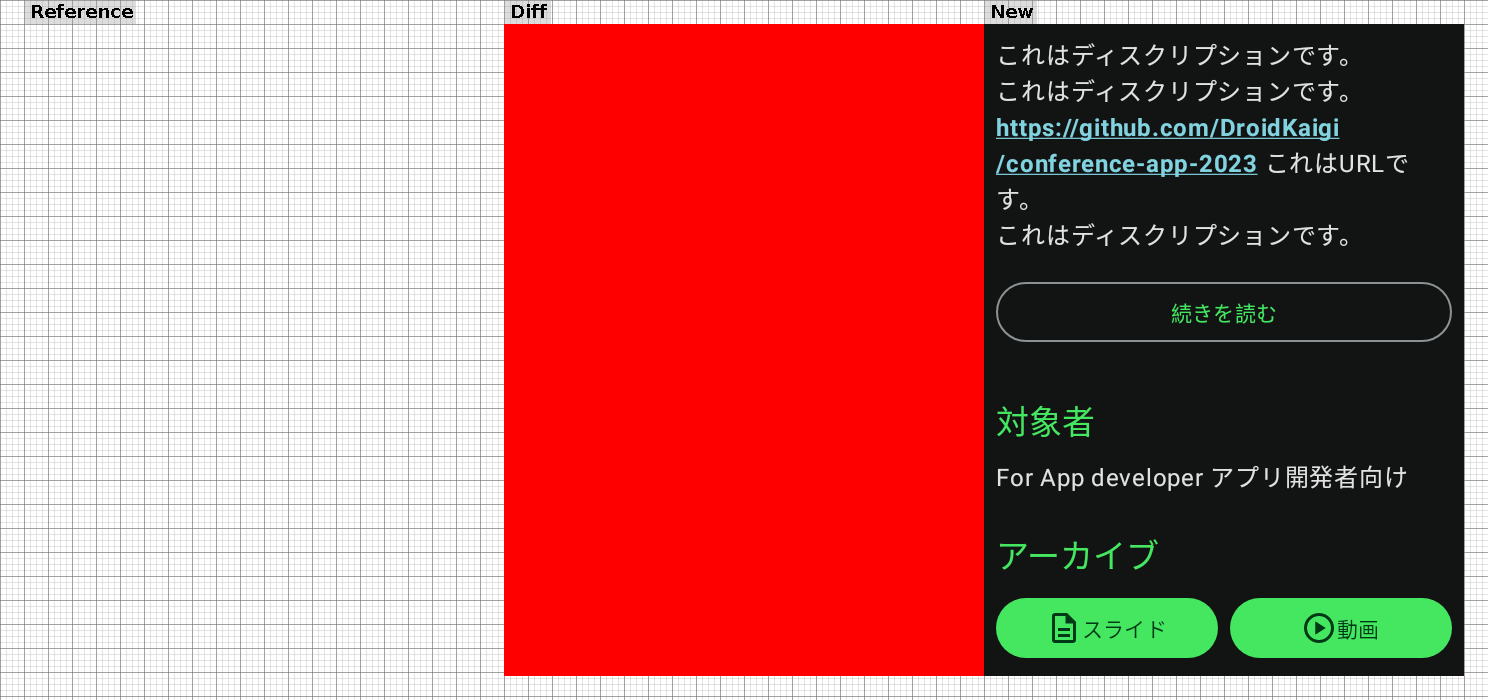 Reference
Diff
New
これはディスクリプションです。
これはディスクリプションです。
https://github.com/DroidKaigi
/conference-app-2023 これはURLで
す。
これはディスクリプションです。
続きを読む
対象者
For App developer アプリ開発者向け
アーカイブ
スライド
動画